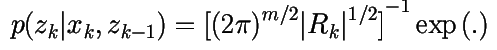 p(z_k|x_k, z_{k−1}) = [(2π)^{m/2}|R_k|^{1/2}]^{−1} exp (.)